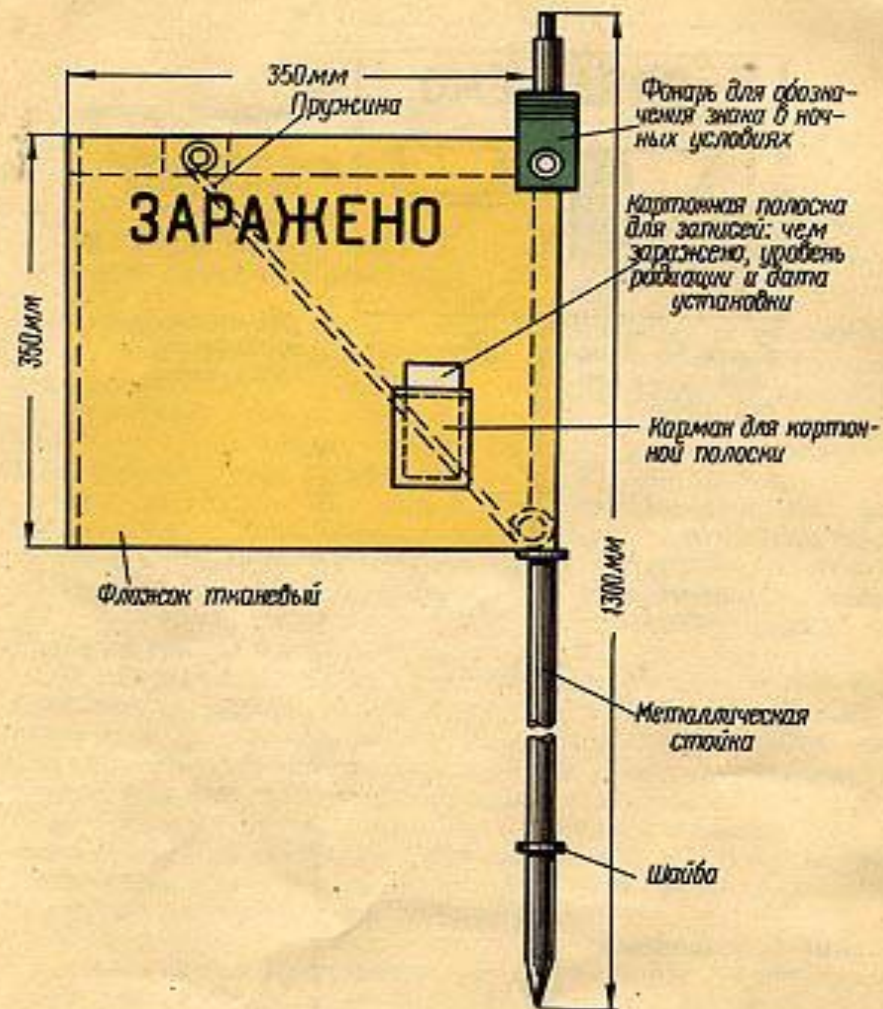 350мм
Пружина
Фонарь для обозна-
чения знака в ноч-
ных условиях
ЗАРАЖЕНО
Картонная полоска
для записей: чем
заражено, уровень
радиации и дата
установки
350мм
Карман для картон-
ной полоски
Флажок тканевый
1300мм
Металлическая
стойка
Шайба